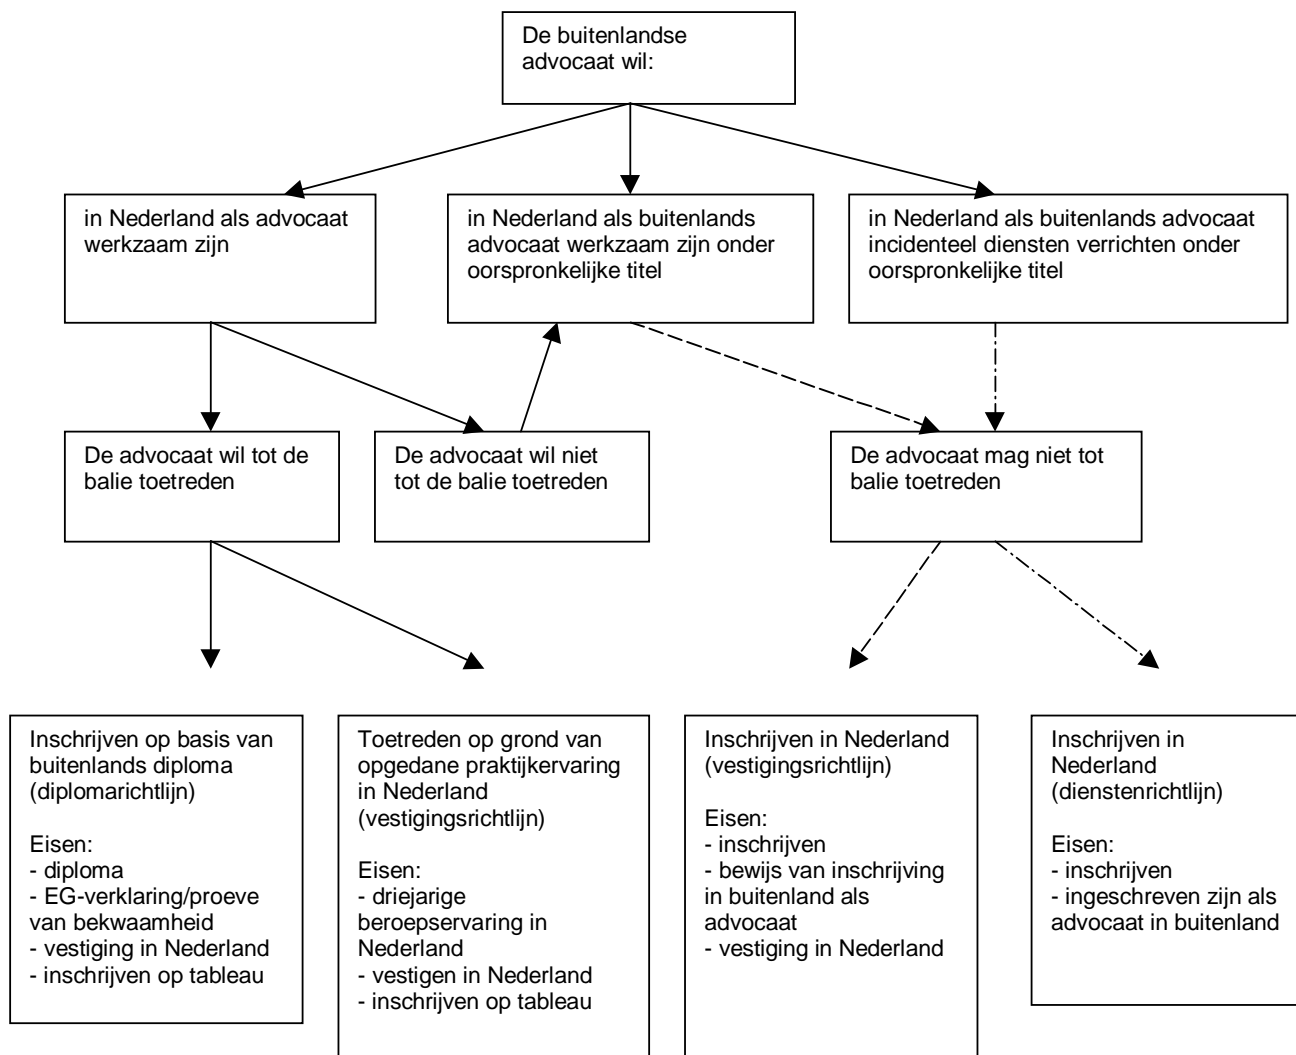 De buitenlandse
advocaat wil:
in Nederland als advocaat
werkzaam zijn
in Nederland als buitenlands
advocaat werkzaam zijn onder
oorspronkelijke titel
in Nederland als buitenlands advocaat
incidenteel diensten verrichten onder
oorspronkelijke titel
De advocaat wil tot de
balie toetreden
De advocaat wil niet
tot de balie toetreden
De advocaat mag niet tot
balie toetreden
Inschrijven op basis van
buitenlands diploma
(diplomarichtlijn)
Eisen:
- diploma
- EG-verklaring/proeve
van bekwaamheid
- vestiging in Nederland
- inschrijven op tableau
Toetreden op grond van
opgedane praktijkervaring
in Nederland
(vestigingsrichtlijn)
Eisen:
- driejarige
beroepservaring in
Nederland
- vestigen in Nederland
- inschrijven op tableau
Inschrijven in Nederland
(vestigingsrichtlijn)
Eisen:
- inschrijven
- bewijs van inschrijving
in buitenland als
advocaat
- vestiging in Nederland
Inschrijven in
Nederland
(dienstenrichtlijn)
Eisen:
- inschrijven
- ingeschreven zijn als
advocaat in buitenland